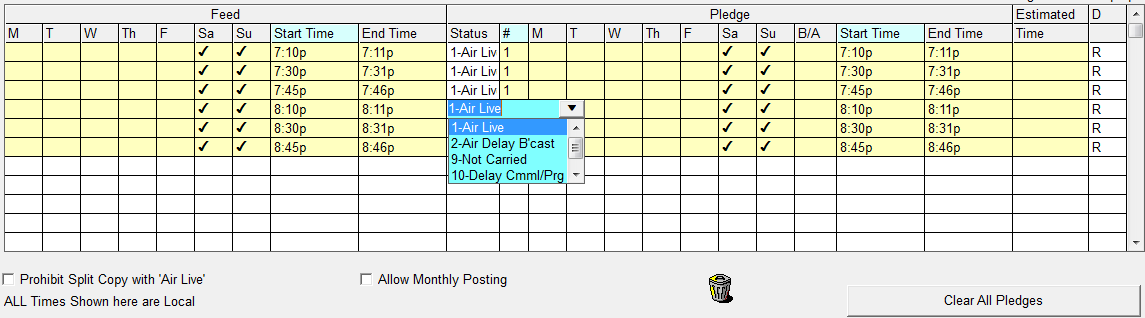 Feed Pledge Estimated D
M T W Th F Sa Su Start Time End Time Status # M T W Th F Sa Su B/A Start Time End Time Time
✓ ✓ 7:10p 7:11p 1-Air Liv 1 ✓ ✓ 7:10p 7:11p R
✓ ✓ 7:30p 7:31p 1-Air Liv 1 ✓ ✓ 7:30p 7:31p R
✓ ✓ 7:45p 7:46p 1-Air Liv 1 ✓ ✓ 7:45p 7:46p R
✓ ✓ 8:10p 8:11p 1-Air Live ✓ ✓ 8:10p 8:11p R
✓ ✓ 8:30p 8:31p 1-Air Live ✓ ✓ 8:30p 8:31p R
✓ ✓ 8:45p 8:46p 2-Air Delay B'cast ✓ ✓ 8:45p 8:46p R
9-Not Carried
10-Delay Cmml/Prg
Prohibit Split Copy with 'Air Live' Allow Monthly Posting
ALL Times Shown here are Local Clear All Pledges